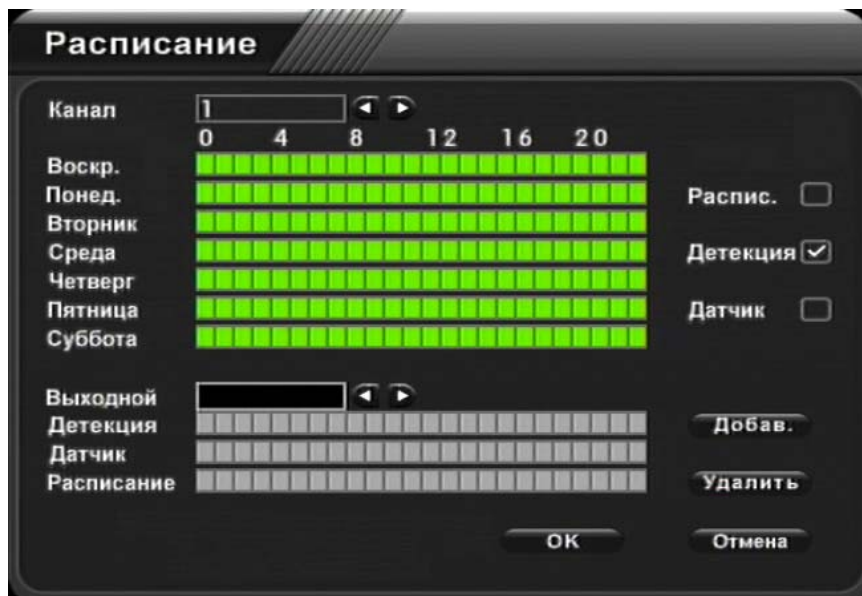 Расписание
Канал 1
0 4 8 12 16 20
Воскр.
Понед. Распис.
Вторник
Среда Детекция
Четверг
Пятница Датчик
Суббота
Выходной
Детекция Добав.
Датчик
Расписание Удалить
OK Отмена